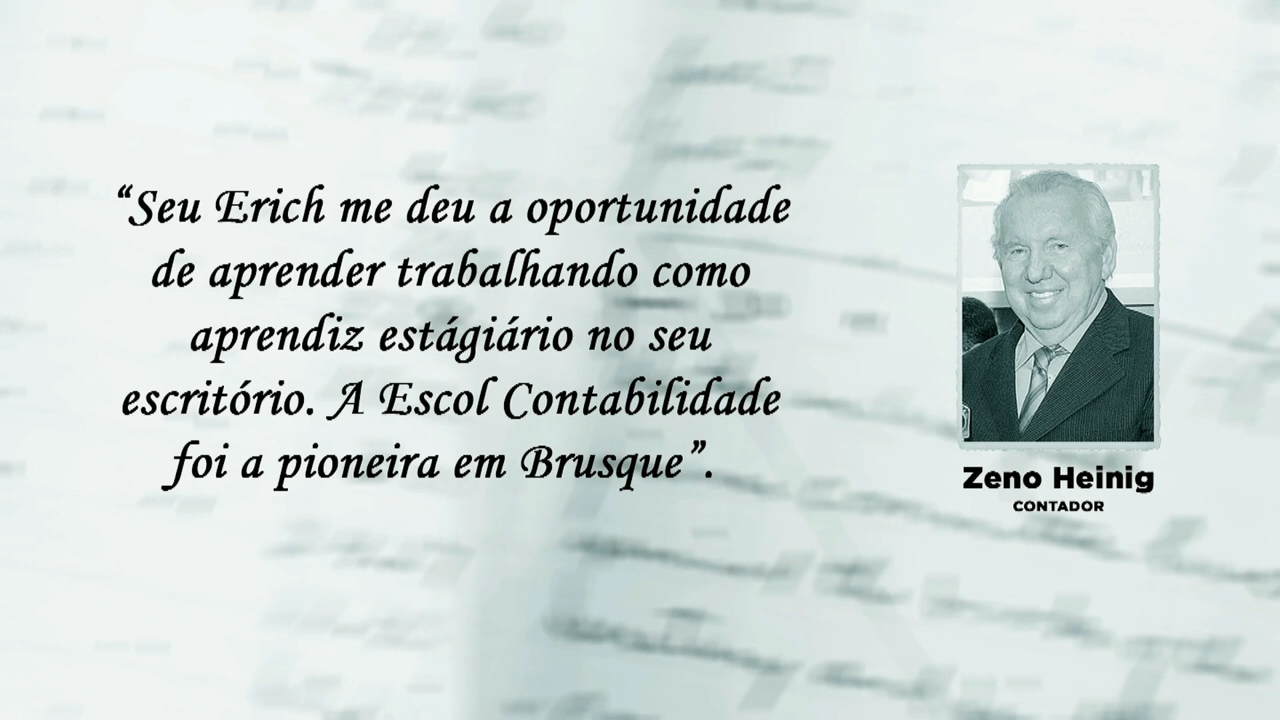 “Seu Erich me deu a oportunidade
de aprender trabalhando como
aprendiz estágiário no seu
escritório. A Escol Contabilidade
foi a pioneira em Brusque”.
Zeno Heinig
CONTADOR